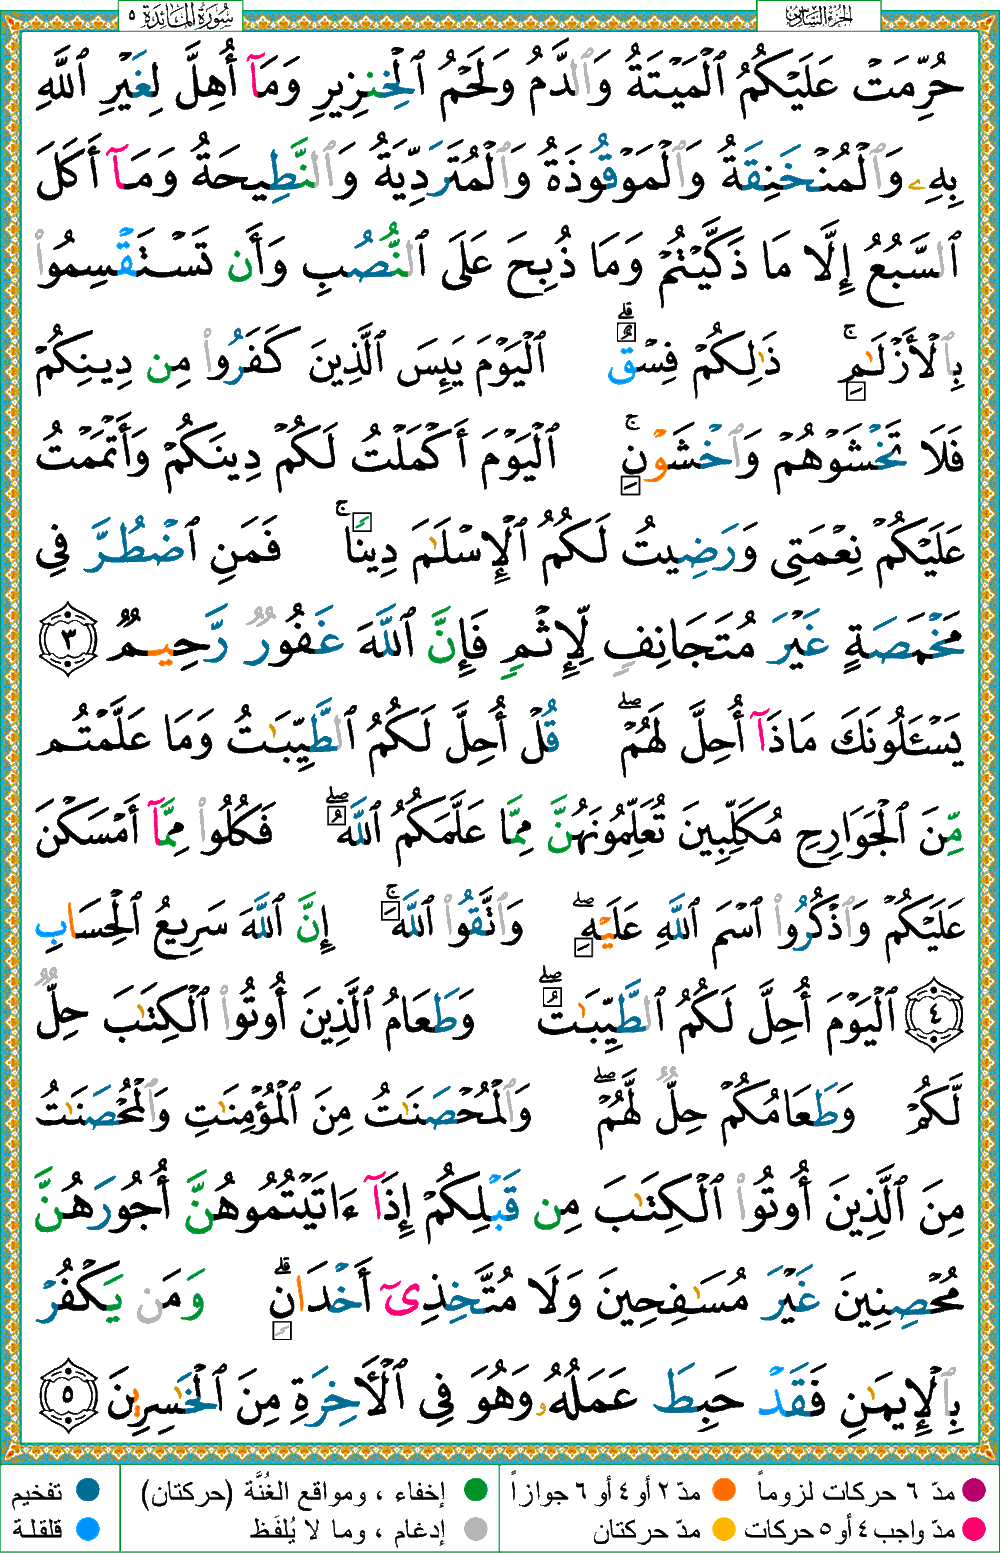 الجزء السادس
سُورَةُ المَائِدَة ٥
حُرِّمَتْ عَلَيْكُمُ ٱلْمَيْتَةُ وَٱلدَّمُ وَلَحْمُ ٱلْخِنزِيرِ وَمَآ أُهِلَّ لِغَيْرِ ٱللَّهِ
بِهِۦ وَٱلْمُنْخَنِقَةُ وَٱلْمَوْقُوذَةُ وَٱلْمُتَرَدِّيَةُ وَٱلنَّطِيحَةُ وَمَآ أَكَلَ
ٱلسَّبُعُ إِلَّا مَا ذَكَّيْتُمْ وَمَا ذُبِحَ عَلَى ٱلنُّصُبِ وَأَن تَسْتَقْسِمُوا۟
بِٱلْأَزْلَـٰمِ ۚ ذَٰلِكُمْ فِسْقٌ ۗ ٱلْيَوْمَ يَئِسَ ٱلَّذِينَ كَفَرُوا۟ مِن دِينِكُمْ
فَلَا تَخْشَوْهُمْ وَٱخْشَوْنِ ۚ ٱلْيَوْمَ أَكْمَلْتُ لَكُمْ دِينَكُمْ وَأَتْمَمْتُ
عَلَيْكُمْ نِعْمَتِى وَرَضِيتُ لَكُمُ ٱلْإِسْلَـٰمَ دِينًا ۚ فَمَنِ ٱضْطُرَّ فِى
مَخْمَصَةٍ غَيْرَ مُتَجَانِفٍ لِّإِثْمٍ فَإِنَّ ٱللَّهَ غَفُورٌ رَّحِيمٌ ٣
يَسْـَٔلُونَكَ مَاذَآ أُحِلَّ لَهُمْ ۖ قُلْ أُحِلَّ لَكُمُ ٱلطَّيِّبَـٰتُ وَمَا عَلَّمْتُم
مِّنَ ٱلْجَوَارِحِ مُكَلِّبِينَ تُعَلِّمُونَهُنَّ مِمَّا عَلَّمَكُمُ ٱللَّهُ ۖ فَكُلُوا۟ مِمَّآ أَمْسَكْنَ
عَلَيْكُمْ وَٱذْكُرُوا۟ ٱسْمَ ٱللَّهِ عَلَيْهِ ۖ وَٱتَّقُوا۟ ٱللَّهَ ۚ إِنَّ ٱللَّهَ سَرِيعُ ٱلْحِسَابِ
٤ ٱلْيَوْمَ أُحِلَّ لَكُمُ ٱلطَّيِّبَـٰتُ ۖ وَطَعَامُ ٱلَّذِينَ أُوتُوا۟ ٱلْكِتَـٰبَ حِلٌّ
لَّكُمْ وَطَعَامُكُمْ حِلٌّ لَّهُمْ ۖ وَٱلْمُحْصَنَـٰتُ مِنَ ٱلْمُؤْمِنَـٰتِ وَٱلْمُحْصَنَـٰتُ
مِنَ ٱلَّذِينَ أُوتُوا۟ ٱلْكِتَـٰبَ مِن قَبْلِكُمْ إِذَآ ءَاتَيْتُمُوهُنَّ أُجُورَهُنَّ
مُحْصِنِينَ غَيْرَ مُسَـٰفِحِينَ وَلَا مُتَّخِذِىٓ أَخْدَانٍ ۗ وَمَن يَكْفُرْ
بِٱلْإِيمَـٰنِ فَقَدْ حَبِطَ عَمَلُهُۥ وَهُوَ فِى ٱلْـَٔاخِرَةِ مِنَ ٱلْخَـٰسِرِينَ ٥
مدّ ٦ حركات لزوماً مدّ ٢ أو ٤ أو ٦ جوازاً إخفاء ، ومواقع الغُنَّة (حركتان) تفخيم
مدّ واجب ٤ أو ٥ حركات مدّ حركتان إدغام ، وما لا يُلفَظ قلقلة